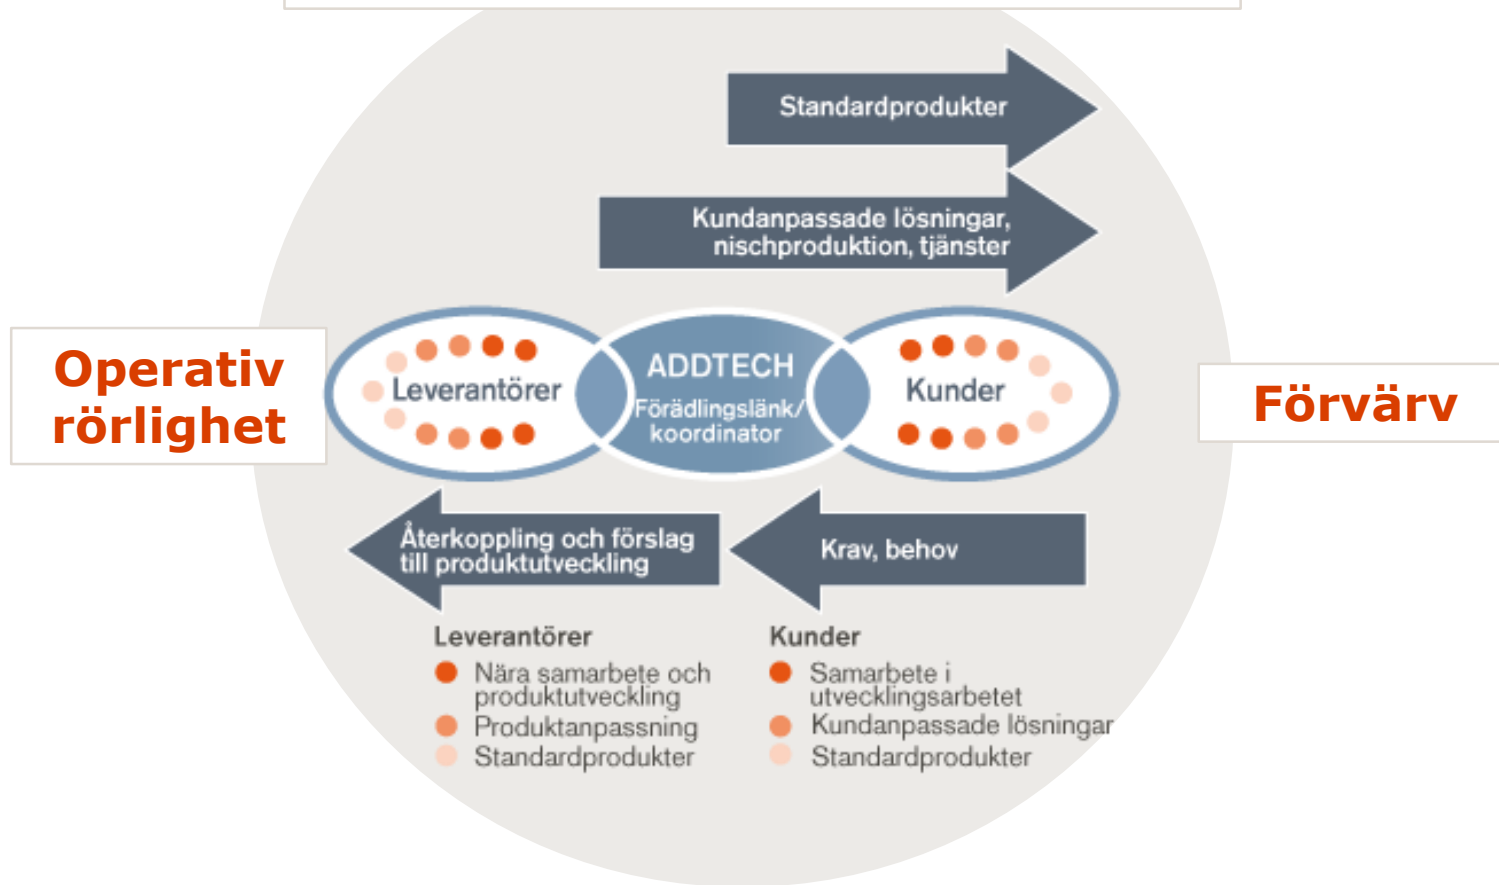 Standardprodukter
Kundanpassade lösningar,
nischproduktion, tjänster
Operativ
rörlighet
Leverantörer
ADDTECH
Förädlingslänk/
koordinator
Kunder
Förvärv
Återkoppling och förslag
till produktutveckling
Krav, behov
Leverantörer
Nära samarbete och
produktutveckling
Produktanpassning
Standardprodukter
Kunder
Samarbete i
utvecklingsarbetet
Kundanpassade lösningar
Standardprodukter